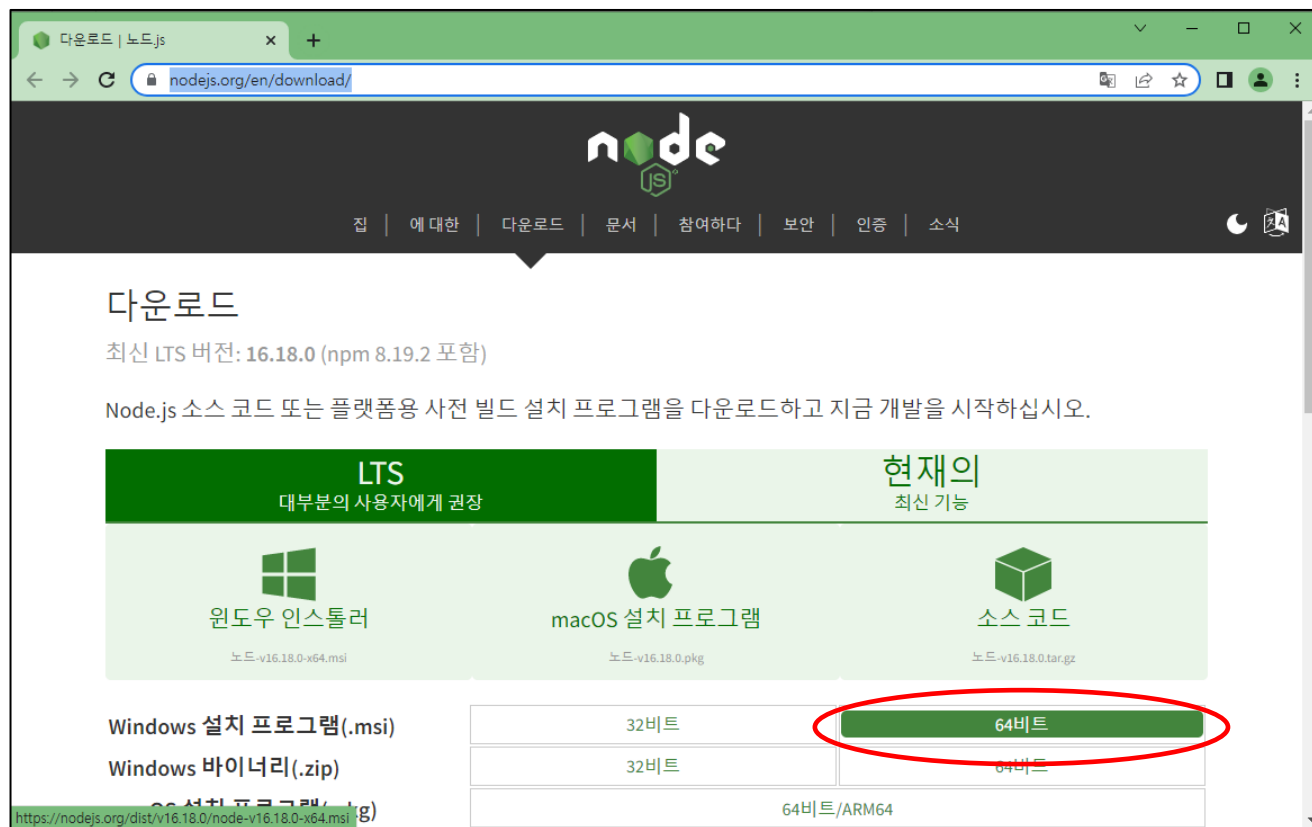 다운로드 | 노드.js
nodejs.org/en/download/
node
JS
집 | 에 대한 | 다운로드 | 문서 | 참여하다 | 보안 | 인증 | 소식
다운로드
최신 LTS 버전: 16.18.0 (npm 8.19.2 포함)
Node.js 소스 코드 또는 플랫폼용 사전 빌드 설치 프로그램을 다운로드하고 지금 개발을 시작하십시오.
LTS
대부분의 사용자에게 권장
현재의
최신 기능
윈도우 인스톨러
노드-v16.18.0-x64.msi
macOS 설치 프로그램
노드-v16.18.0.pkg
소스 코드
노드-v16.18.0.tar.gz
Windows 설치 프로그램(.msi)
32비트
64비트
Windows 바이너리(.zip)
32비트
64비트
OS 설치 프로그램( kg)
64비트/ARM64
https://nodejs.org/dist/v16.18.0/node-v16.18.0-x64.msi